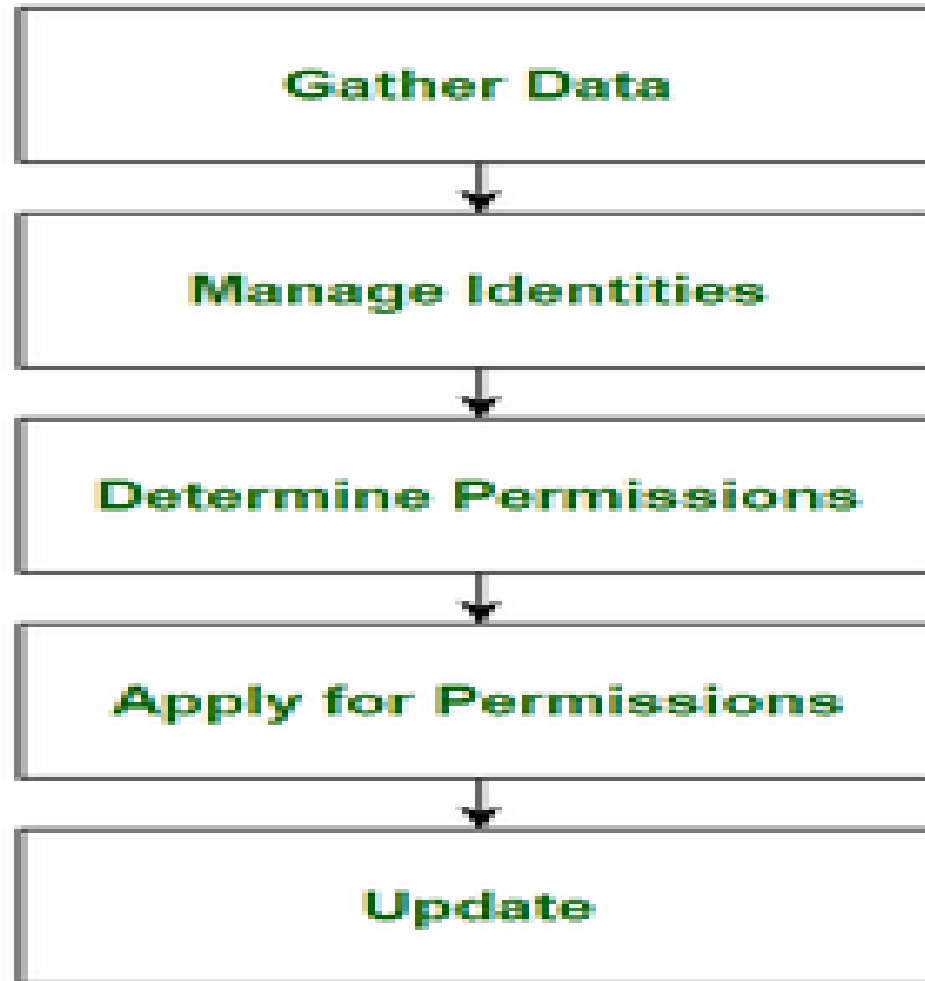 Gather Data
Manage Identities
Determine Permissions
Apply for Permissions
Update